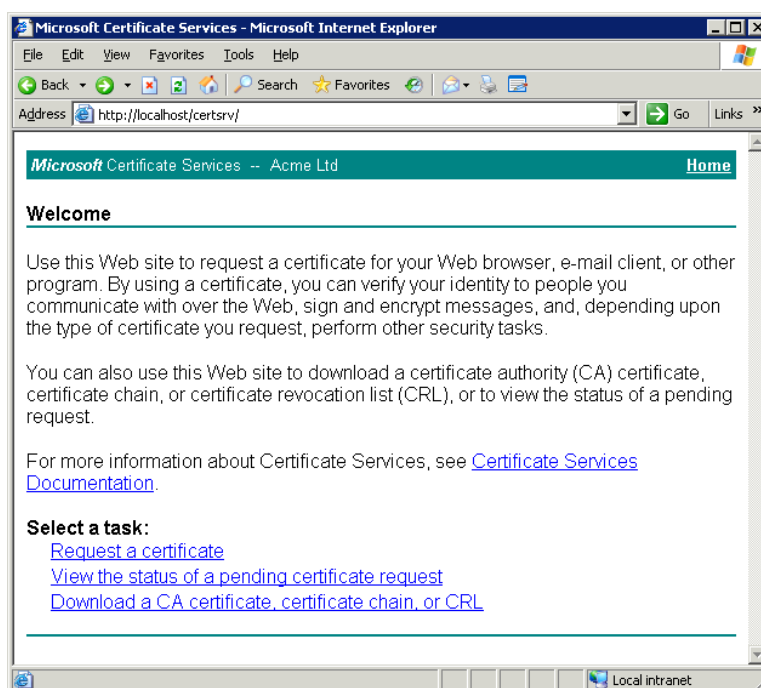 Microsoft Certificate Services - Microsoft Internet Explorer
File Edit View Favorites Tools Help
Back Search Favorites
Address http://localhost/certsrv/ Go Links »
Microsoft Certificate Services -- Acme Ltd Home
Welcome
Use this Web site to request a certificate for your Web browser, e-mail client, or other
program. By using a certificate, you can verify your identity to people you
communicate with over the Web, sign and encrypt messages, and, depending upon
the type of certificate you request, perform other security tasks.
You can also use this Web site to download a certificate authority (CA) certificate,
certificate chain, or certificate revocation list (CRL), or to view the status of a pending
request.
For more information about Certificate Services, see Certificate Services
Documentation.
Select a task:
Request a certificate
View the status of a pending certificate request
Download a CA certificate, certificate chain, or CRL
Local intranet